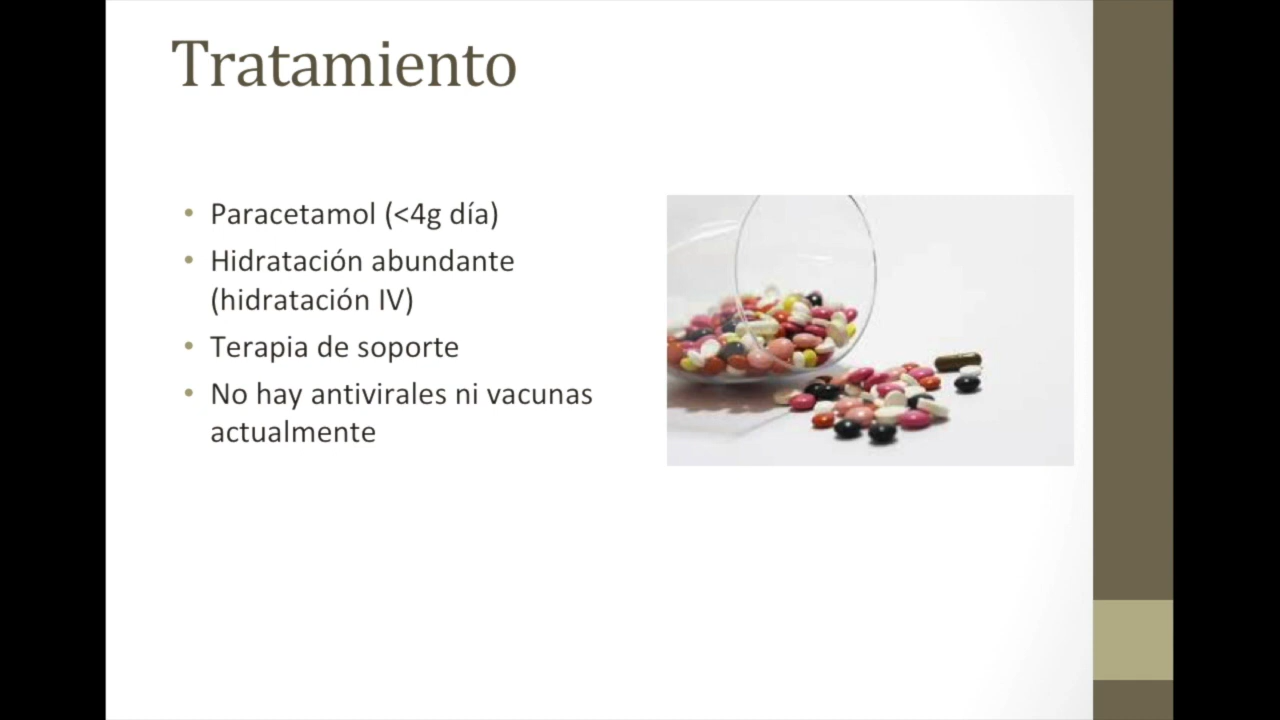 Tratamiento
• Paracetamol (<4g día)
• Hidratación abundante
(hidratación IV)
• Terapia de soporte
• No hay antivirales ni vacunas
actualmente